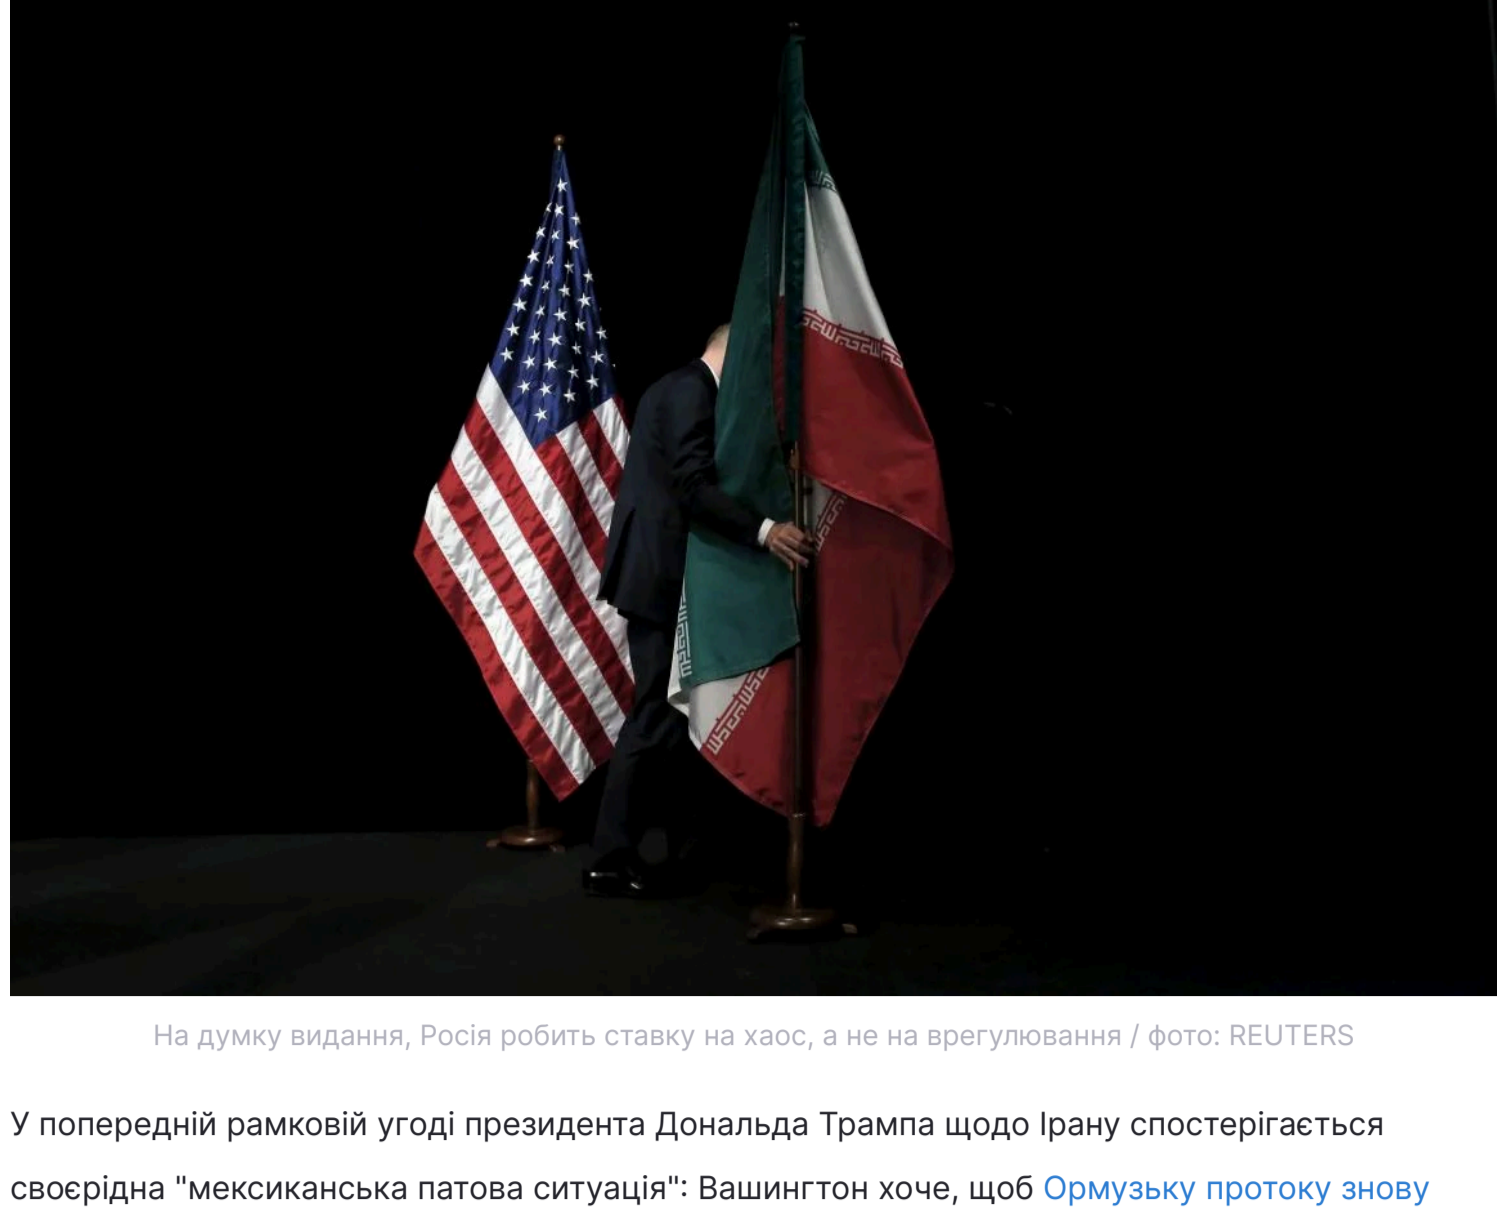 На думку видання, Росія робить ставку на хаос, а не на врегулювання / фото: REUTERS
У попередній рамковій угоді президента Дональда Трампа щодо Ірану спостерігається
своєрідна "мексиканська патова ситуація": Вашингтон хоче, щоб Ормузьку протоку знову